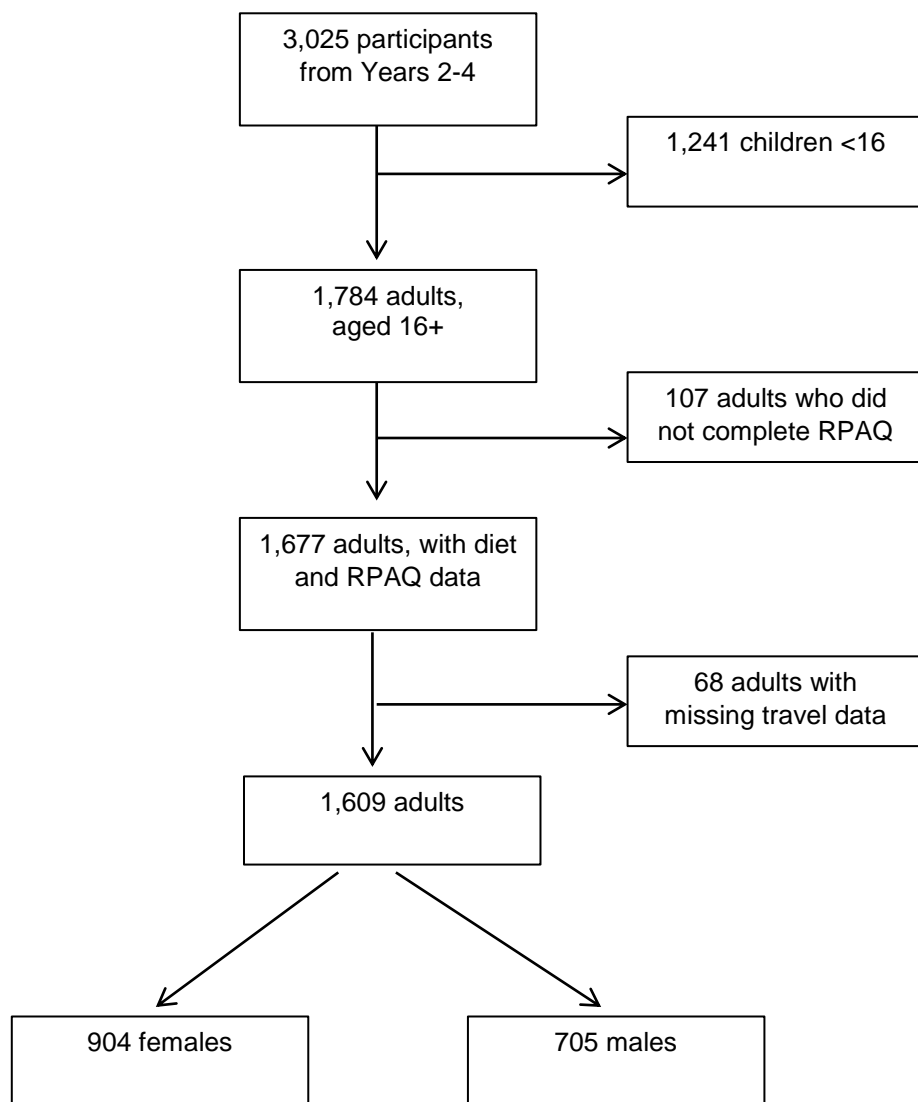 3,025 participants
from Years 2-4
1,241 children <16
1,784 adults,
aged 16+
107 adults who did
not complete RPAQ
1,677 adults, with diet
and RPAQ data
68 adults with
missing travel data
1,609 adults
904 females
705 males